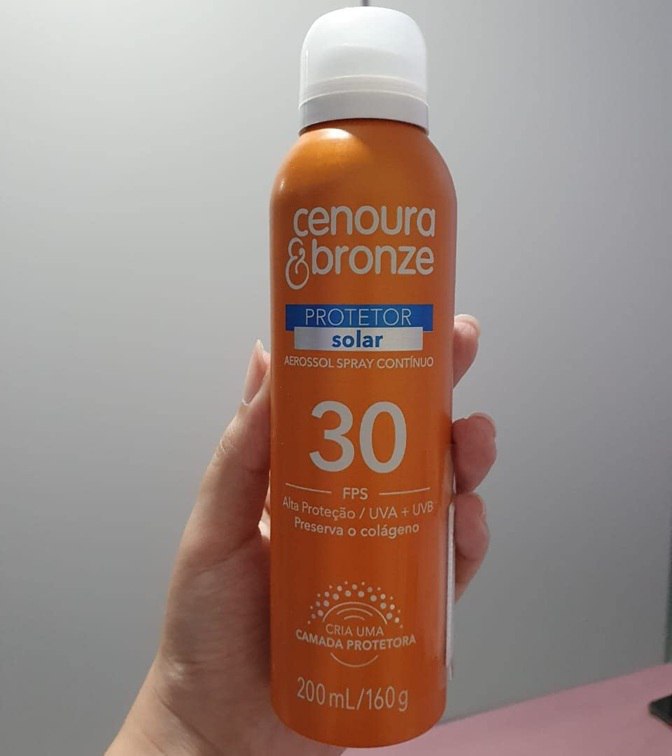 cenoura
& bronze
PROTETOR
solar
AEROSSOL SPRAY CONTÍNUO
30
FPS
Alta Proteção / UVA + UVB
Preserva o colágeno
CRIA UMA
CAMADA PROTETORA
200 mL/160 g